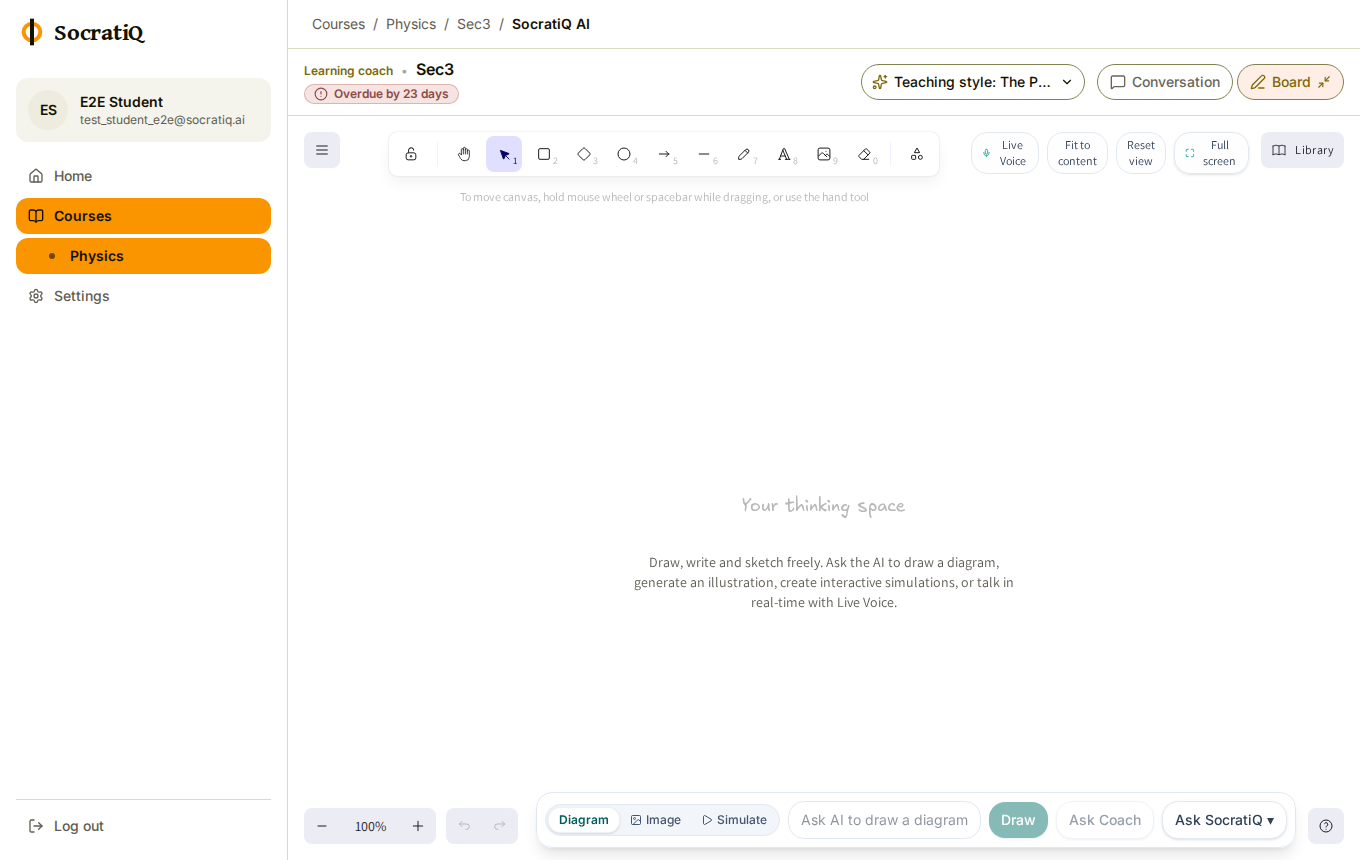 SocratiQ
ES
E2E Student
test_student_e2e@socratiq.ai
Home
Courses
Physics
Settings
Log out
Courses / Physics / Sec3 / SocratiQ AI
Learning coach • Sec3
Overdue by 23 days
Teaching style: The P...
Conversation
Board
1
2
3
4
5
6
7
8
9
0
Live
Voice
Fit to
content
Reset
view
Full
screen
Library
To move canvas, hold mouse wheel or spacebar while dragging, or use the hand tool
Your thinking space
Draw, write and sketch freely. Ask the AI to draw a diagram,
generate an illustration, create interactive simulations, or talk in
real-time with Live Voice.
100%
Diagram
Image
Simulate
Ask AI to draw a diagram
Draw
Ask Coach
Ask SocratiQ ▾